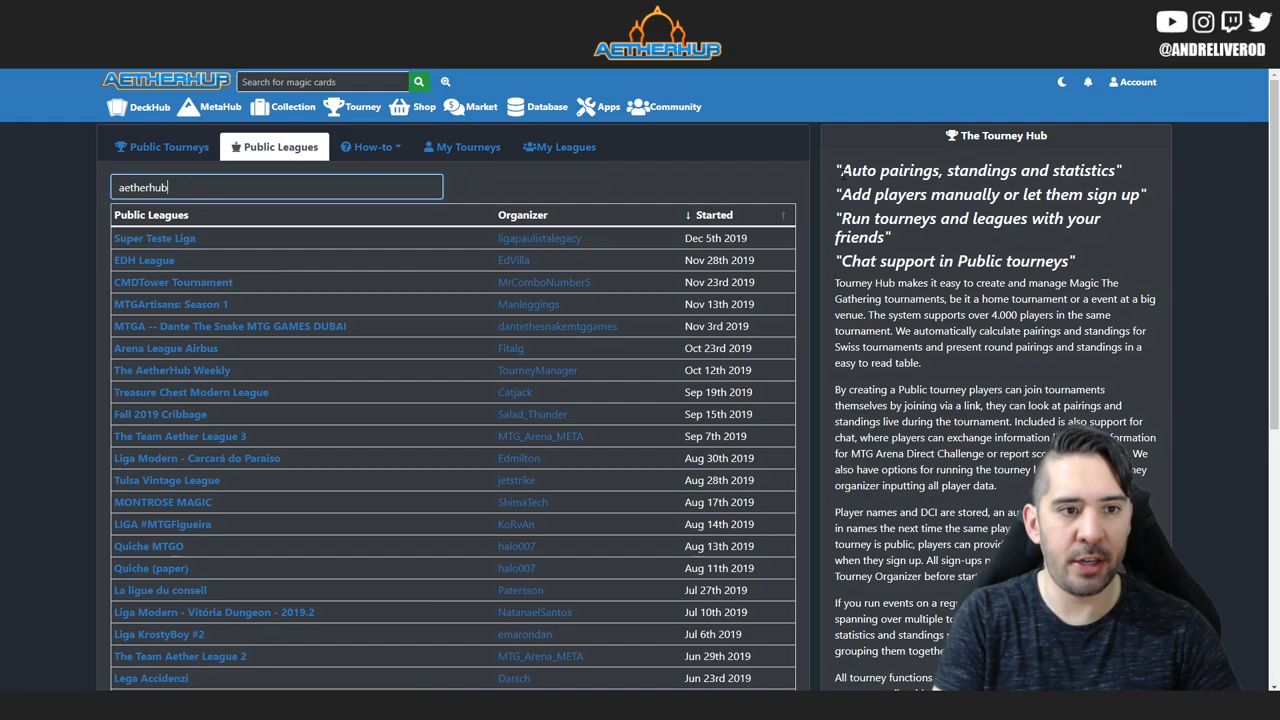 AETHERHUB
@ANDRELIVEROD
AETHERHUB
Search for magic cards
Account
DeckHub
MetaHub
Collection
Tourney
Shop
Market
Database
Apps
Community
Public Tourneys
Public Leagues
How-to
My Tourneys
My Leagues
The Tourney Hub
aetherhub
Public Leagues Organizer ↓ Started ↑
Super Teste Liga ligapaulistalegacy Dec 5th 2019
EDH League EdVilla Nov 28th 2019
CMDTower Tournament MrComboNumber5 Nov 23rd 2019
MTGArtisans: Season 1 Manleggings Nov 13th 2019
MTGA -- Dante The Snake MTG GAMES DUBAI dantethesnakemtggames Nov 3rd 2019
Arena League Airbus Fitalg Oct 23rd 2019
The AetherHub Weekly TourneyManager Oct 12th 2019
Treasure Chest Modern League Catjack Sep 19th 2019
Fall 2019 Cribbage Salad_Thunder Sep 15th 2019
The Team Aether League 3 MTG_Arena_META Sep 7th 2019
Liga Modern - Carcará do Paraíso Edmilton Aug 30th 2019
Tulsa Vintage League jetstrike Aug 28th 2019
MONTROSE MAGIC ShimaTech Aug 17th 2019
LIGA #MTGFigueira KoRvAn Aug 14th 2019
Quiche MTGO halo007 Aug 13th 2019
Quiche (paper) halo007 Aug 11th 2019
La ligue du conseil Patersson Jul 27th 2019
Liga Modern - Vitória Dungeon - 2019.2 NatanaelSantos Jul 10th 2019
Liga KrostyBoy #2 emarondan Jul 6th 2019
The Team Aether League 2 MTG_Arena_META Jun 29th 2019
Lega Accidenzi Darsch Jun 23rd 2019
"Auto pairings, standings and statistics"
"Add players manually or let them sign up"
"Run tourneys and leagues with your
friends"
"Chat support in Public tourneys"
Tourney Hub makes it easy to create and manage Magic The
Gathering tournaments, be it a home tournament or a event at a big
venue. The system supports over 4.000 players in the same
tournament. We automatically calculate pairings and standings for
Swiss tournaments and present round pairings and standings in a
easy to read table.
By creating a Public tourney players can join tournaments
themselves by joining via a link, they can look at pairings and
standings live during the tournament. Included is also support for
chat, where players can exchange information
for MTG Arena Direct Challenge or report We
also have options for running the tourney
organizer inputting all player data.
Player names and DCI are stored, an
in names the next time the same
tourney is public, players can
when they sign up. All sign-ups
Tourney Organizer before
If you run events on a
spanning over multiple
statistics and standings
grouping them
All tourney functions